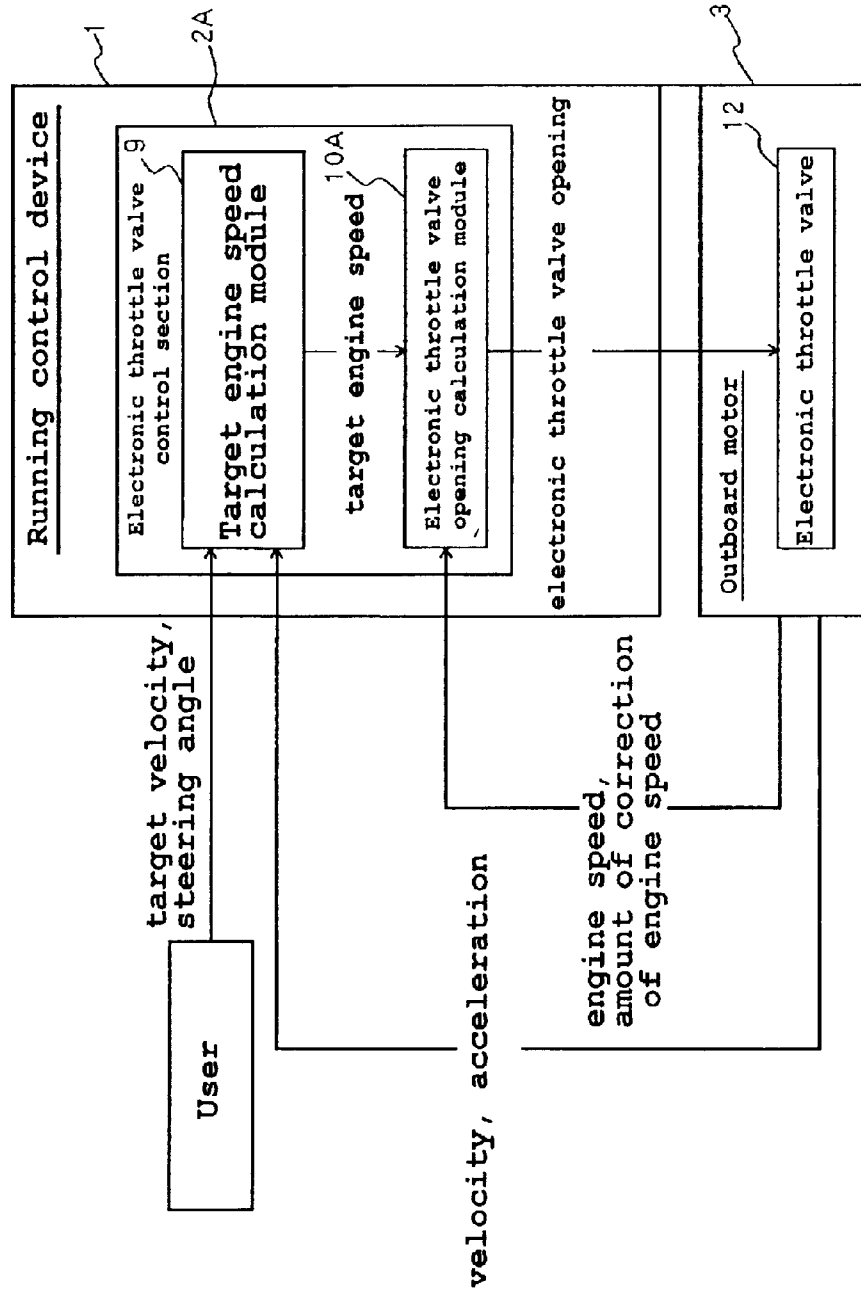 1
Running control device
2A
Electronic throttle valve
control section
9
Target engine speed
calculation module
target engine speed
10A
Electronic throttle valve
opening calculation module
electronic throttle valve opening
3
Outboard motor
12
Electronic throttle valve
User
target velocity,
steering angle
velocity, acceleration
engine speed,
amount of correction
of engine speed